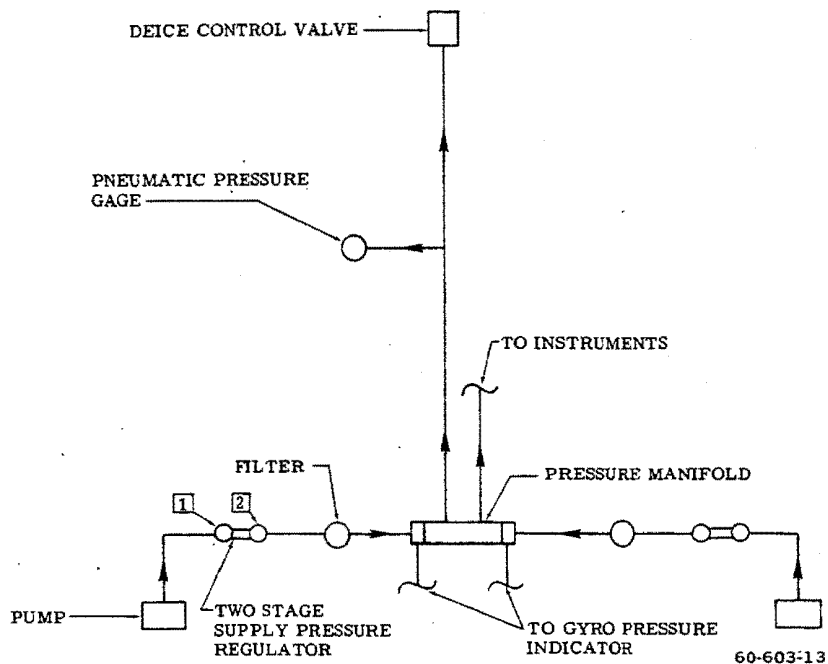 DEICE CONTROL VALVE
PNEUMATIC PRESSURE
GAGE
TO INSTRUMENTS
FILTER
PRESSURE MANIFOLD
1
2
PUMP
TWO STAGE
SUPPLY PRESSURE
REGULATOR
TO GYRO PRESSURE
INDICATOR
60-603-13